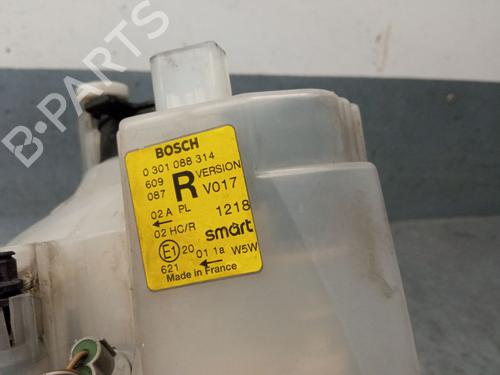 B-PARTS
BOSCH
0 301 088 314
609
087
R
VERSION
V017
02 A PL
1218
02 HC/R
smart
E1 20 01 1a W5W
621
Made in France